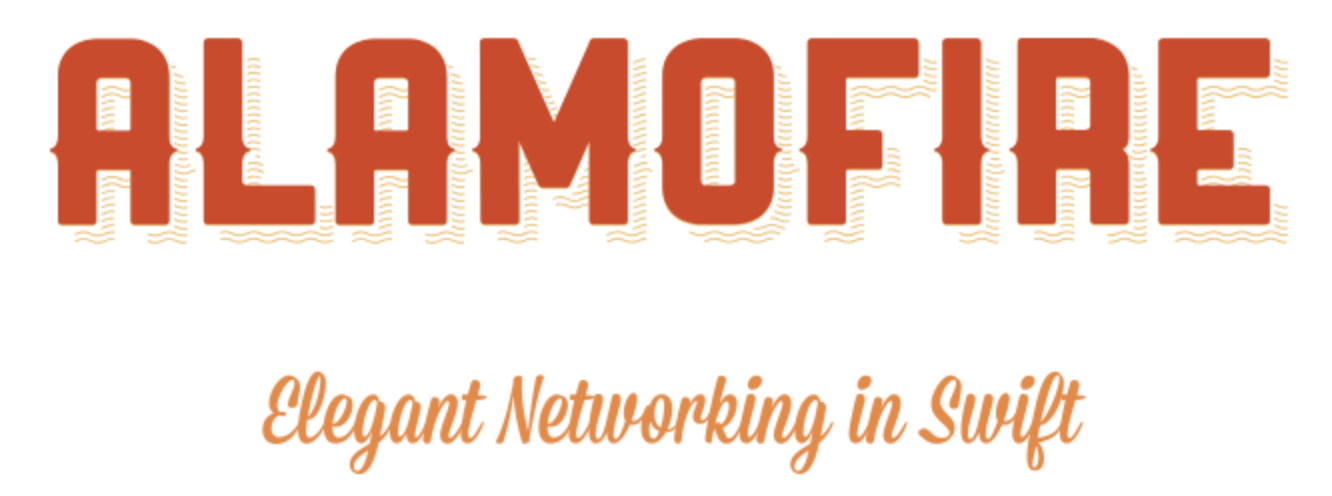 ALAMOFIRE
Elegant Networking in Swift